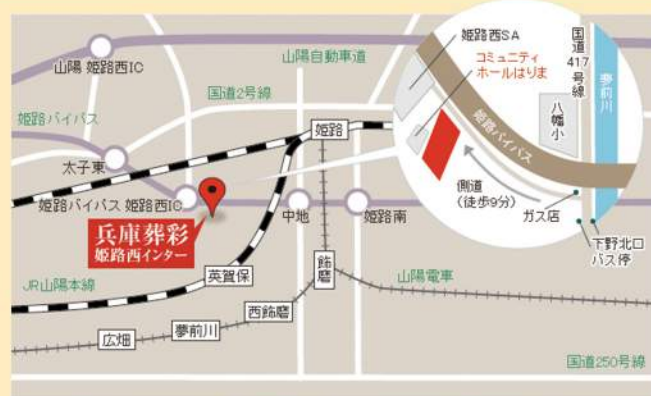 山陽 姫路西IC
山陽自動車道
国道2号線
姫路バイパス
太子東
姫路
姫路バイパス 姫路西IC
中地
姫路南
兵庫葬彩
姫路西インター
JR山陽本線
英賀保
飾磨
山陽電車
西飾磨
夢前川
広畑
国道250号線
姫路西SA
コミュニティ
ホールはりま
国道417号線
夢前川
八幡小
姫路バイパス
側道
(徒歩9分)
ガス店
下野北口
バス停